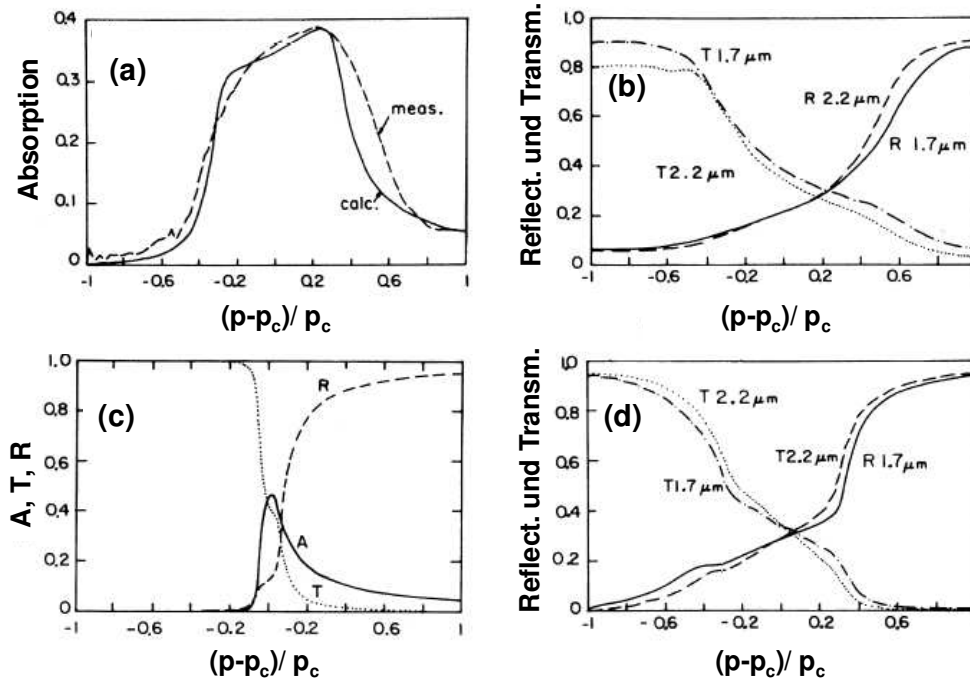 Absorption
0.4
0.3
0.2
0.1
0
(a)
meas.
calc.
-1 -0.6 -0.2 0.2 0.6 1
(p-pc)/ pc
Reflect. und Transm.
1.0
0.8
0.6
0.4
0.2
0
T 1.7 μm
(b)
R 2.2 μm
R 1.7 μm
T 2.2 μm
-1 -0.6 -0.2 0.2 0.6
(p-pc)/ pc
A, T, R
1.0
0.8
0.6
0.4
0.2
0
(c)
R
A
T
-1 -0.6 -0.2 -0.2 0.6 1
(p-pc)/ pc
Reflect. und Transm.
1.0
0.8
0.6
0.4
0.2
0
T 2.2 μm
(d)
T2.2 μm
R 1.7 μm
T1.7 μm
-1 -0.6 -0.2 0.2 0.6
(p-pc)/ pc